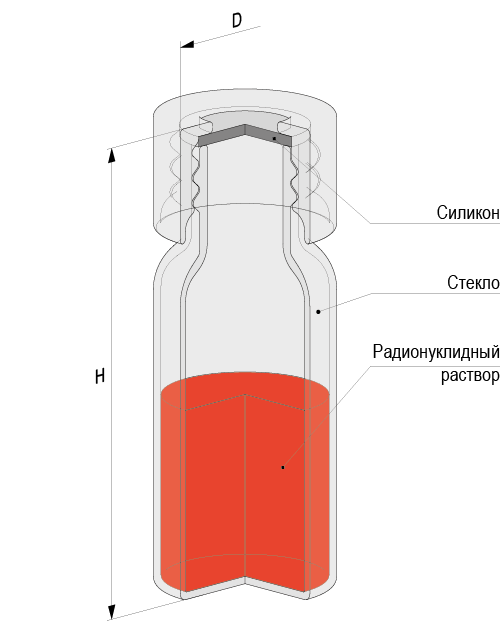 D
Силикон
Стекло
H
Радионуклидный
раствор